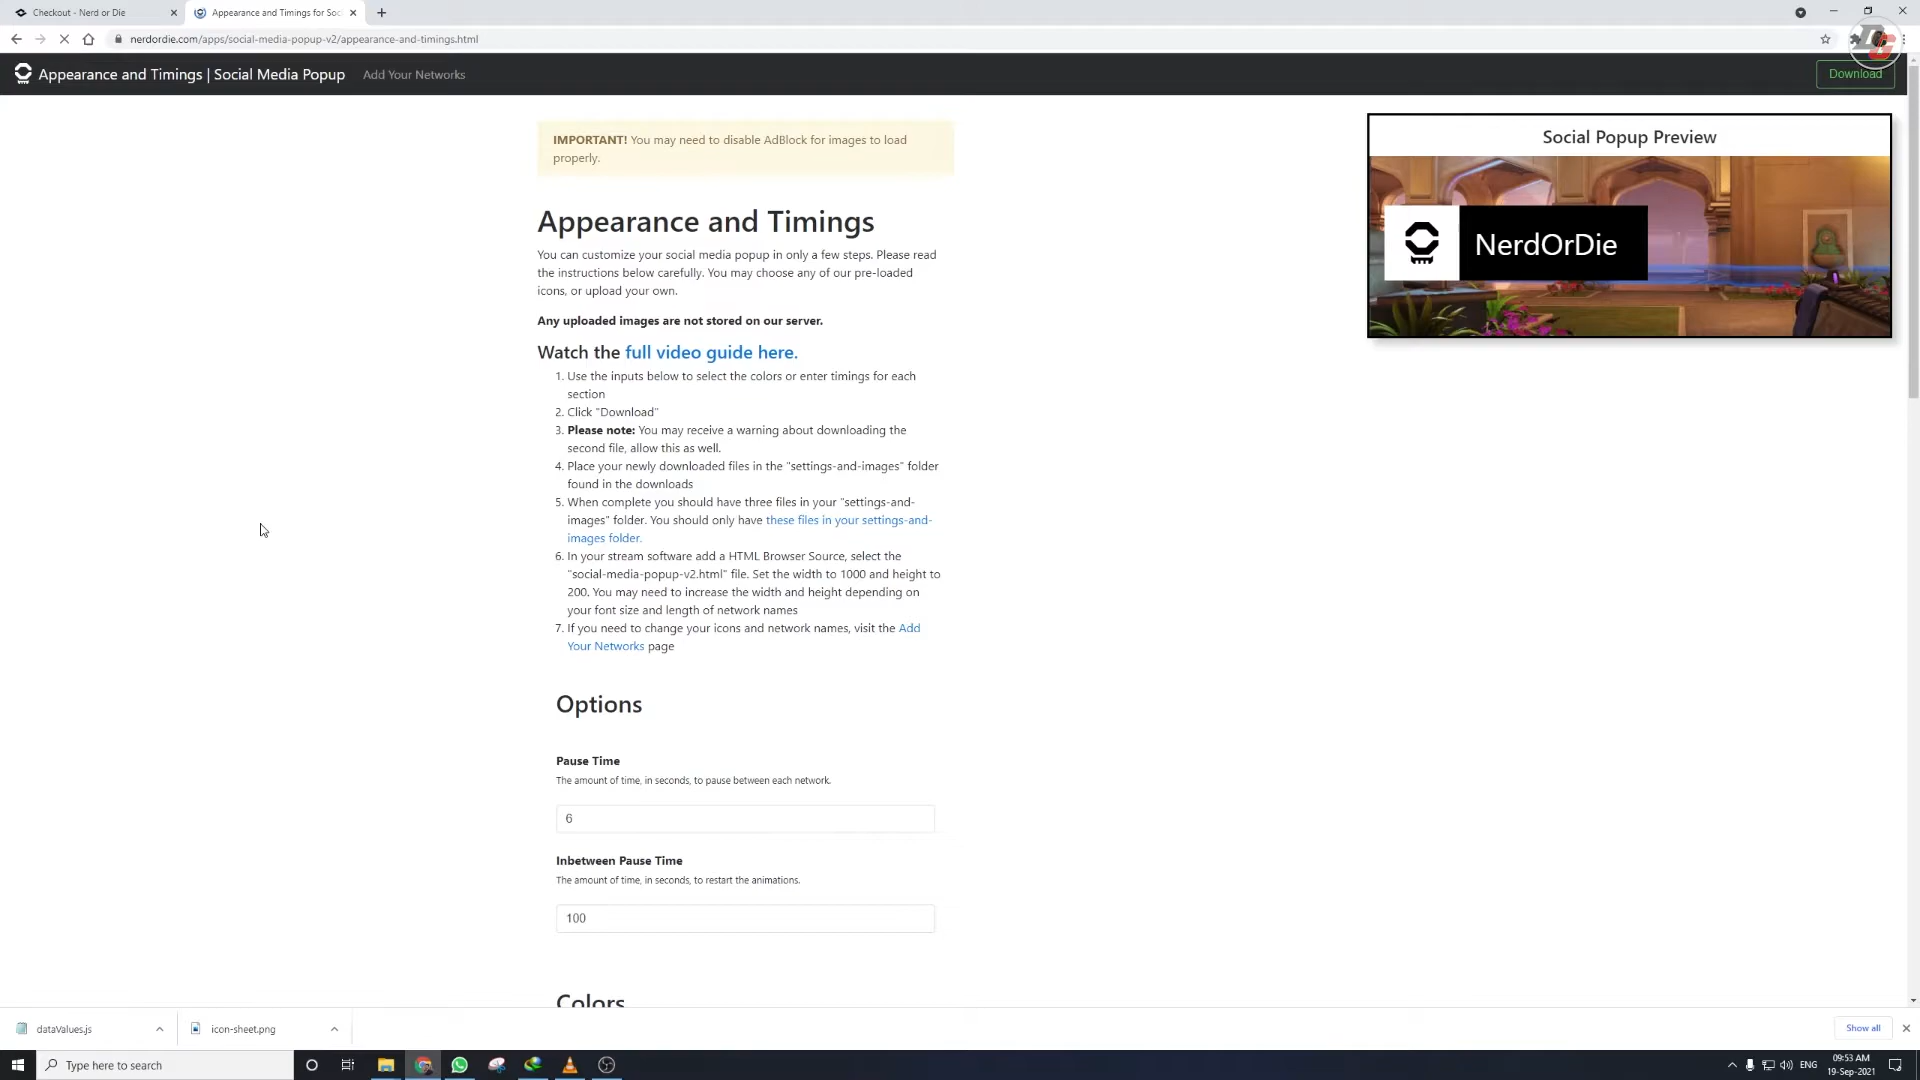 Checkout - Nerd or Die
Appearance and Timings for Soc
nerdordie.com/apps/social-media-popup-v2/appearance-and-timings.html
Appearance and Timings | Social Media Popup
Add Your Networks
Download
IMPORTANT! You may need to disable AdBlock for images to load
properly.
Social Popup Preview
NerdOrDie
Appearance and Timings
You can customize your social media popup in only a few steps. Please read
the instructions below carefully. You may choose any of our pre-loaded
icons, or upload your own.
Any uploaded images are not stored on our server.
Watch the full video guide here.
1. Use the inputs below to select the colors or enter timings for each
section
2. Click "Download"
3. Please note: You may receive a warning about downloading the
second file, allow this as well.
4. Place your newly downloaded files in the "settings-and-images" folder
found in the downloads
5. When complete you should have three files in your "settings-and-
images" folder. You should only have these files in your settings-and-
images folder.
6. In your stream software add a HTML Browser Source, select the
"social-media-popup-v2.html" file. Set the width to 1000 and height to
200. You may need to increase the width and height depending on
your font size and length of network names
7. If you need to change your icons and network names, visit the Add
Your Networks page
Options
Pause Time
The amount of time, in seconds, to pause between each network.
6
Inbetween Pause Time
The amount of time, in seconds, to restart the animations.
100
Colors
dataValues.js
icon-sheet.png
Show all
Type here to search
ENG
09:53 AM
19-Sep-2021